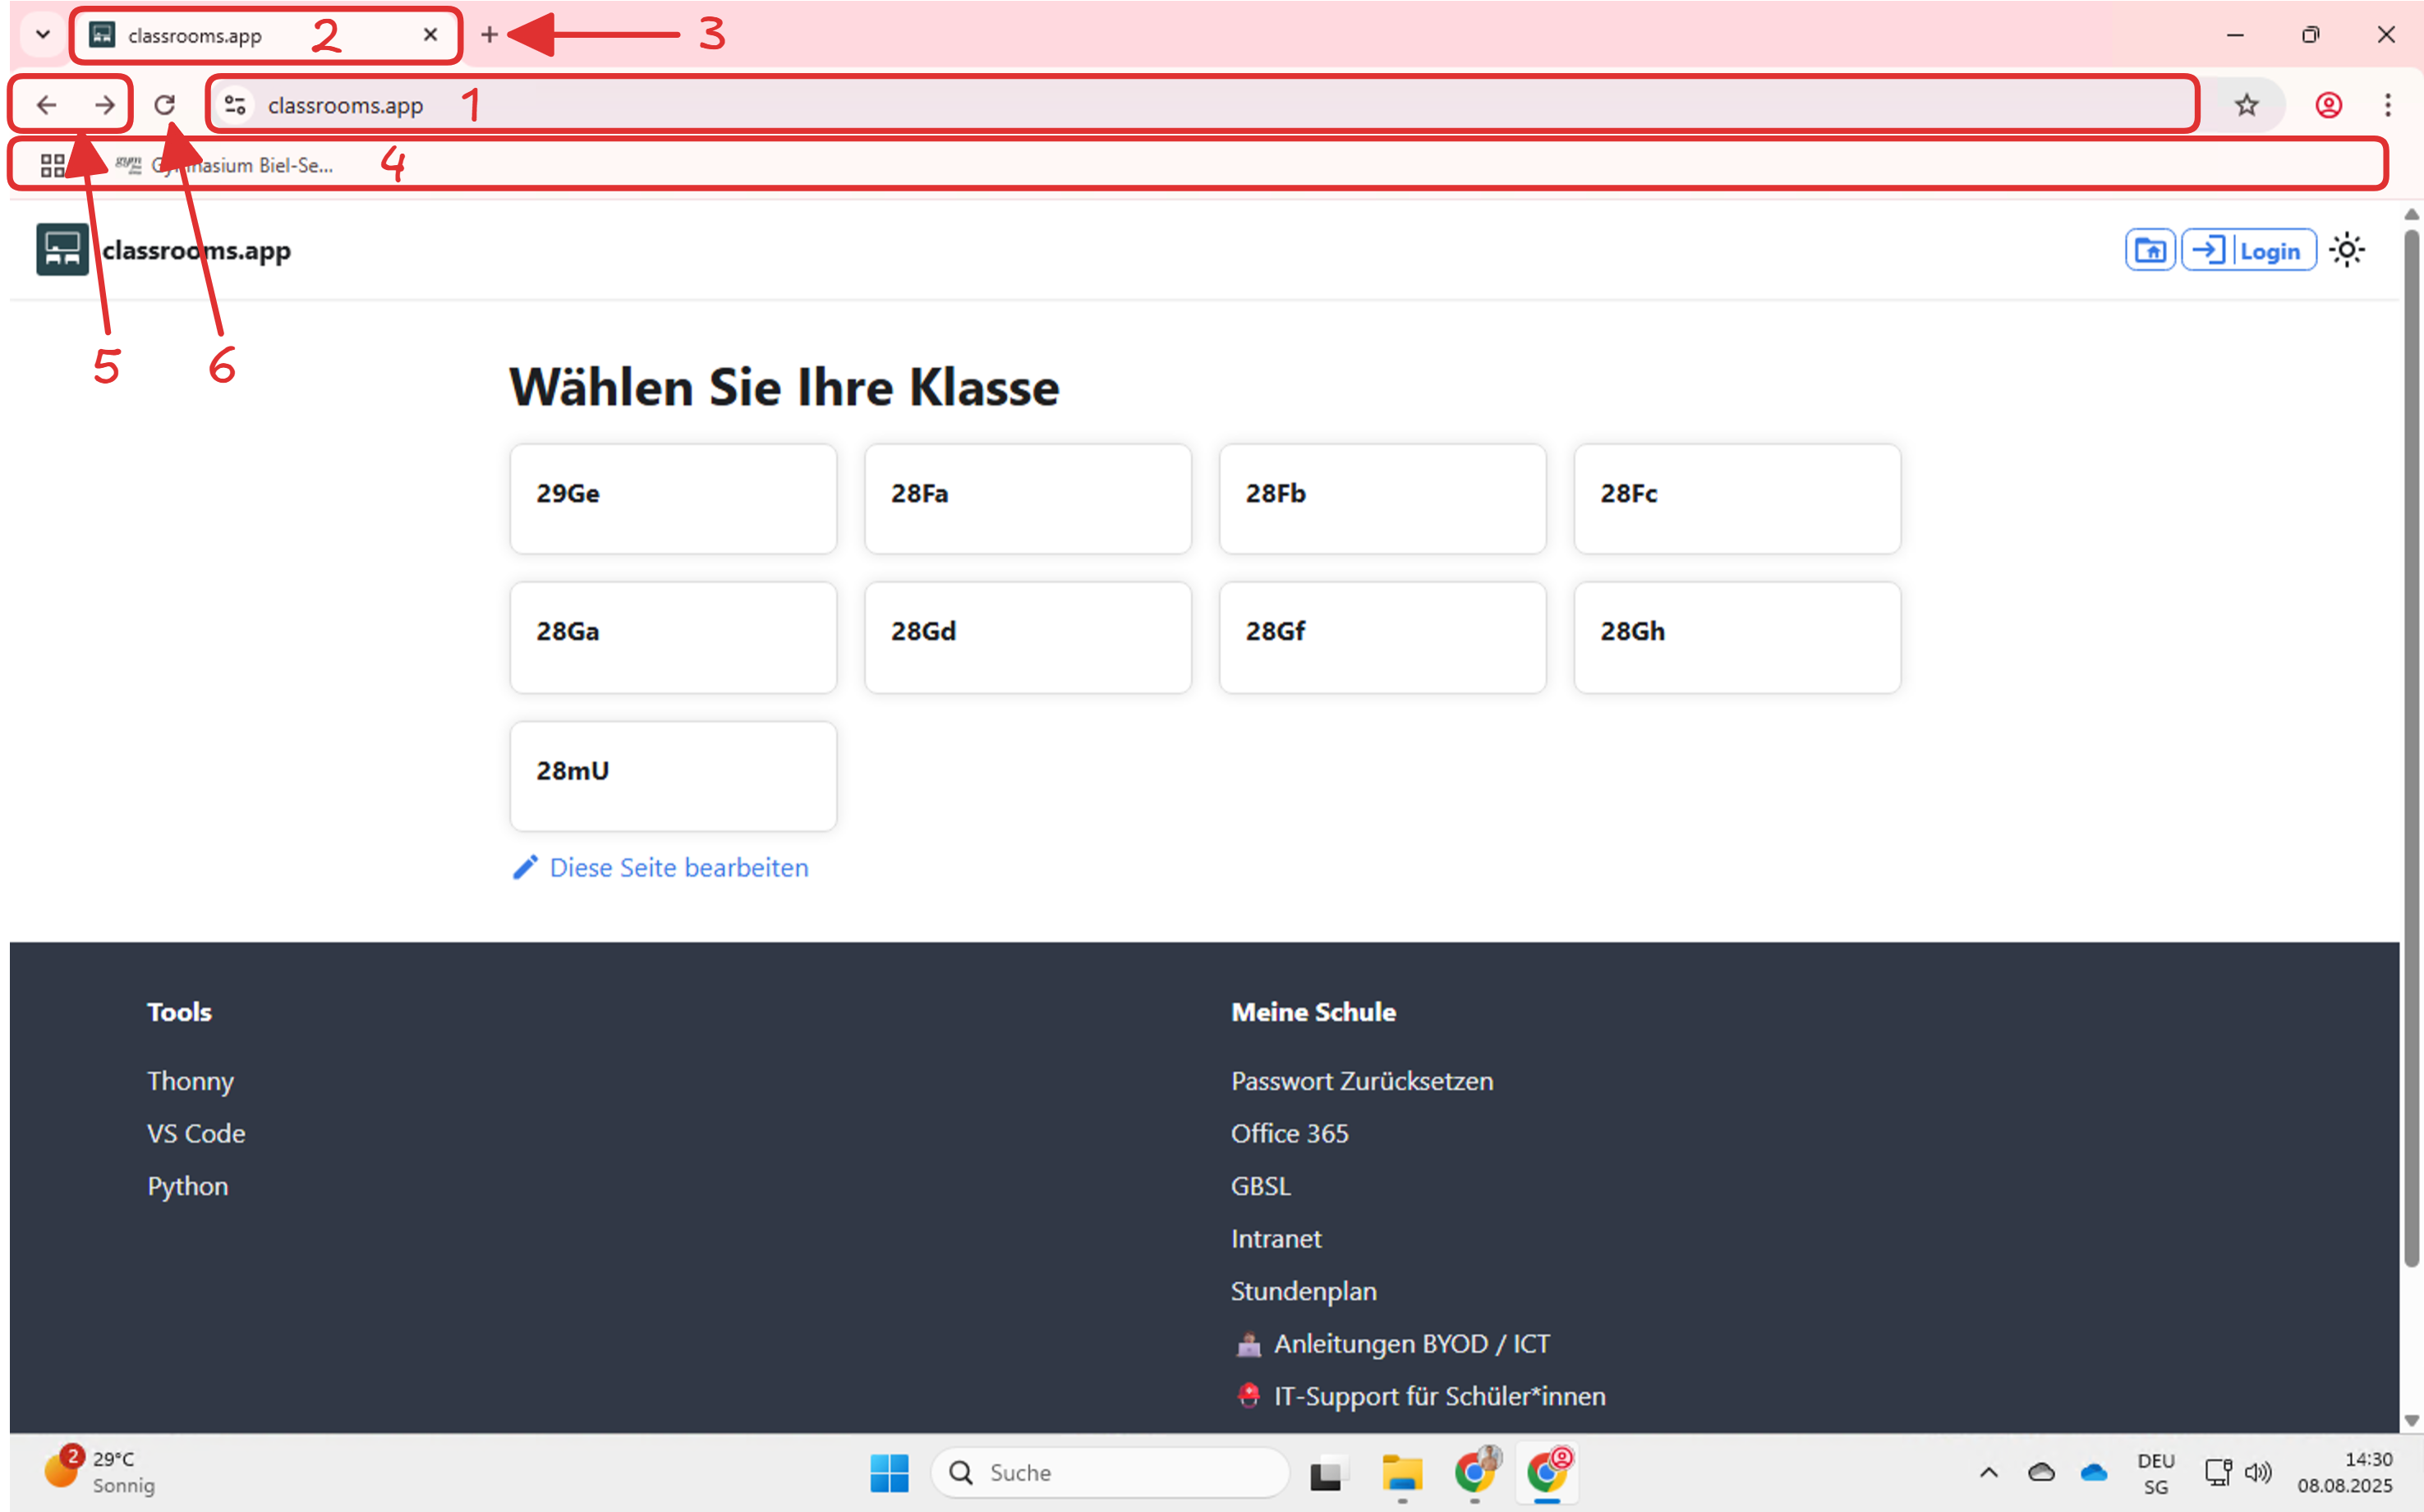 classrooms.app 2 3
classrooms.app 1
gym Gymnasium Biel-Se... 4
classrooms.app
Login
5 6
Wählen Sie Ihre Klasse
29Ge 28Fa 28Fb 28Fc
28Ga 28Gd 28Gf 28Gh
28mU
Diese Seite bearbeiten
Tools
Thonny
VS Code
Python
Meine Schule
Passwort Zurücksetzen
Office 365
GBSL
Intranet
Stundenplan
Anleitungen BYOD / ICT
IT-Support für Schüler*innen
2
29°C
Sonnig
Suche
DEU
SG
14:30
08.08.2025